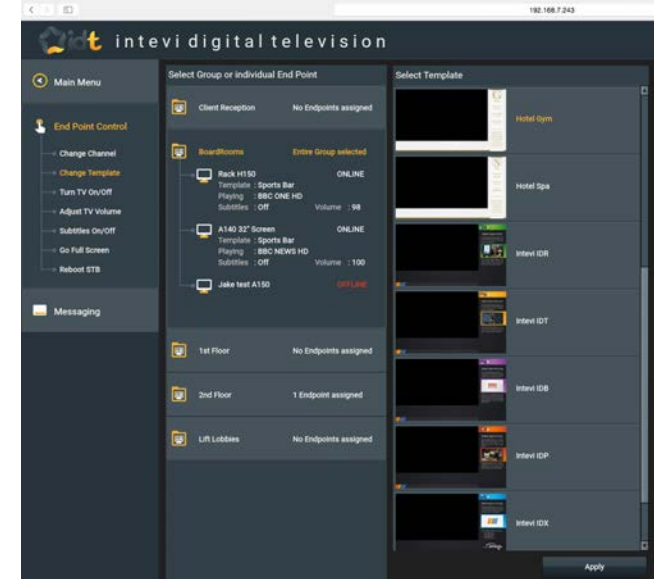 192.168.7.243
idt intevi digital television
Main Menu
End Point Control
Change Channel
Change Template
Turn TV On/Off
Adjust TV Volume
Subtitles On/Off
Go Full Screen
Reboot STB
Messaging
Select Group or individual End Point
Client Reception No Endpoints assigned
BoardRooms Entire Group selected
Rack H150 ONLINE
Template : Sports Bar
Playing : BBC ONE HD
Subtitles : Off Volume : 98
A140 32" Screen ONLINE
Template : Sports Bar
Playing : BBC NEWS HD
Subtitles : Off Volume : 100
Jake test A150 OFFLINE
1st Floor No Endpoints assigned
2nd Floor 1 Endpoint assigned
Lift Lobbies No Endpoints assigned
Select Template
Hotel Gym
Hotel Spa
Intevi IDR
Intevi IDT
Intevi IDB
Intevi IDP
Intevi IDX
Apply